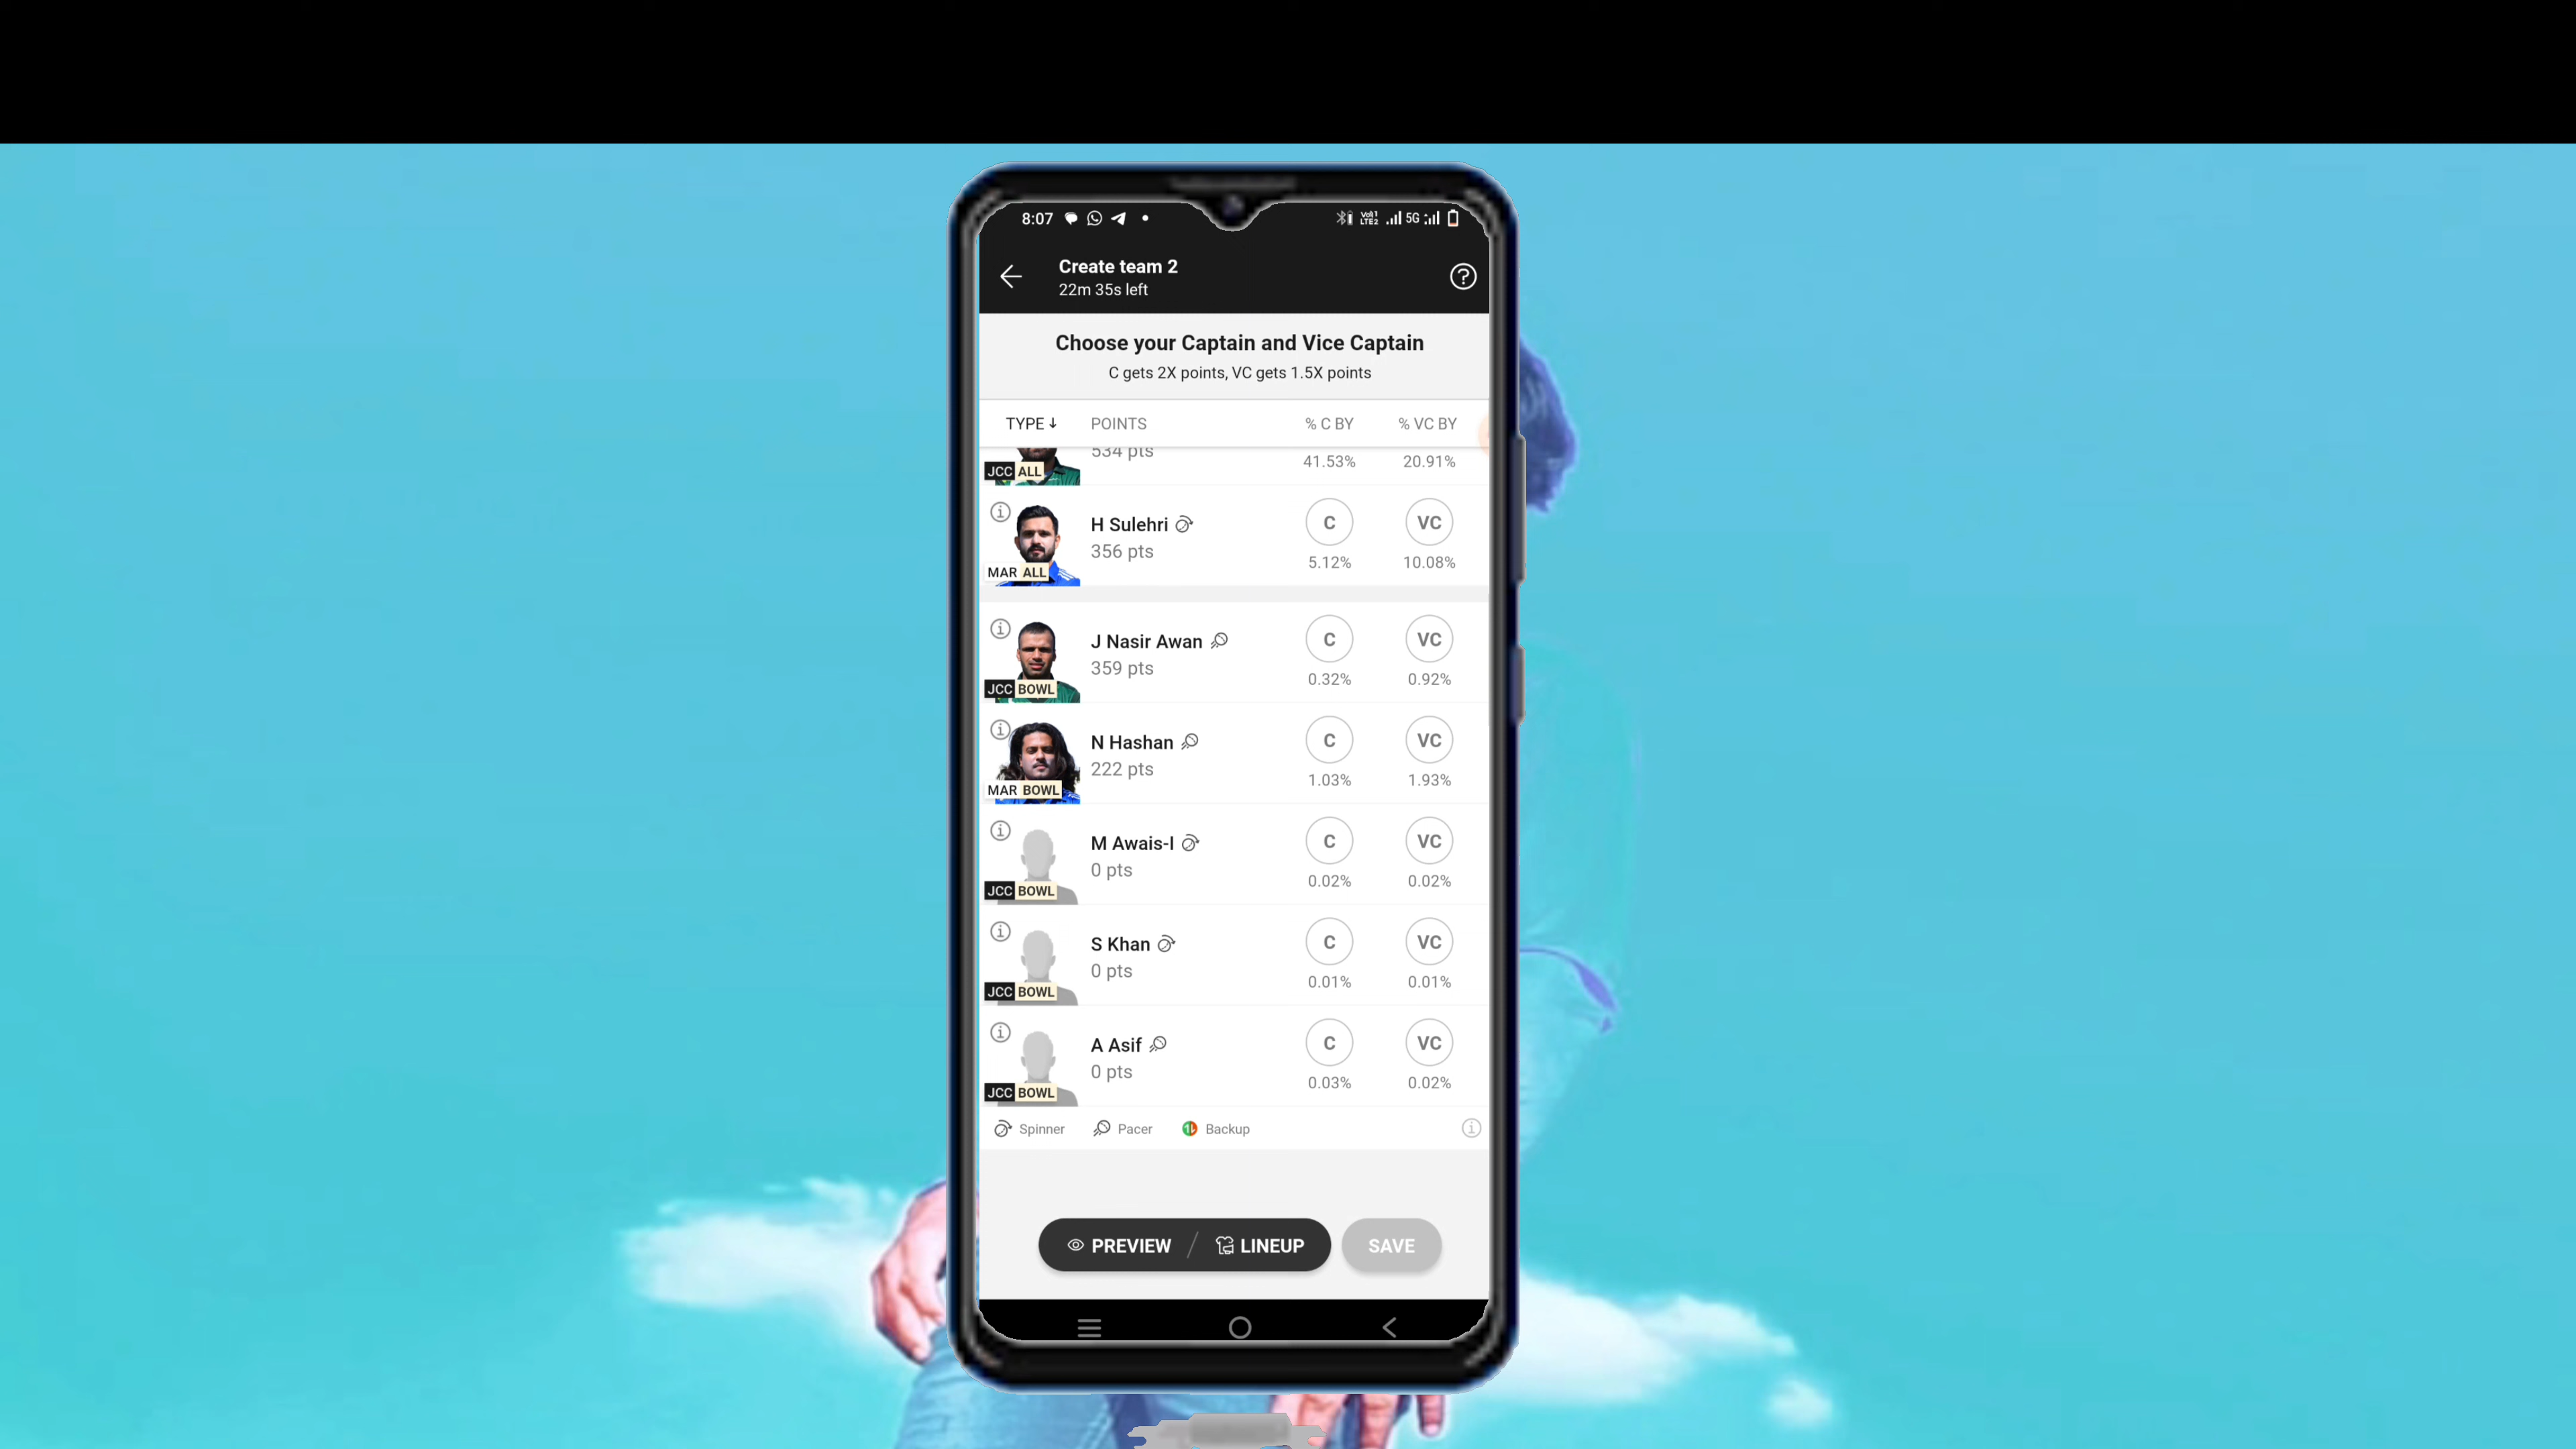 8:07
5G
Create team 2
22m 35s left
Choose your Captain and Vice Captain
C gets 2X points, VC gets 1.5X points
TYPE ↓ POINTS % C BY % VC BY
534 pts
41.53% 20.91%
JCC ALL
H Sulehri C VC
356 pts
5.12% 10.08%
MAR ALL
J Nasir Awan C VC
359 pts
0.32% 0.92%
JCC BOWL
N Hashan C VC
222 pts
1.03% 1.93%
MAR BOWL
M Awais-I C VC
0 pts
0.02% 0.02%
JCC BOWL
S Khan C VC
0 pts
0.01% 0.01%
JCC BOWL
A Asif C VC
0 pts
0.03% 0.02%
JCC BOWL
Spinner Pacer Backup
PREVIEW / LINEUP SAVE